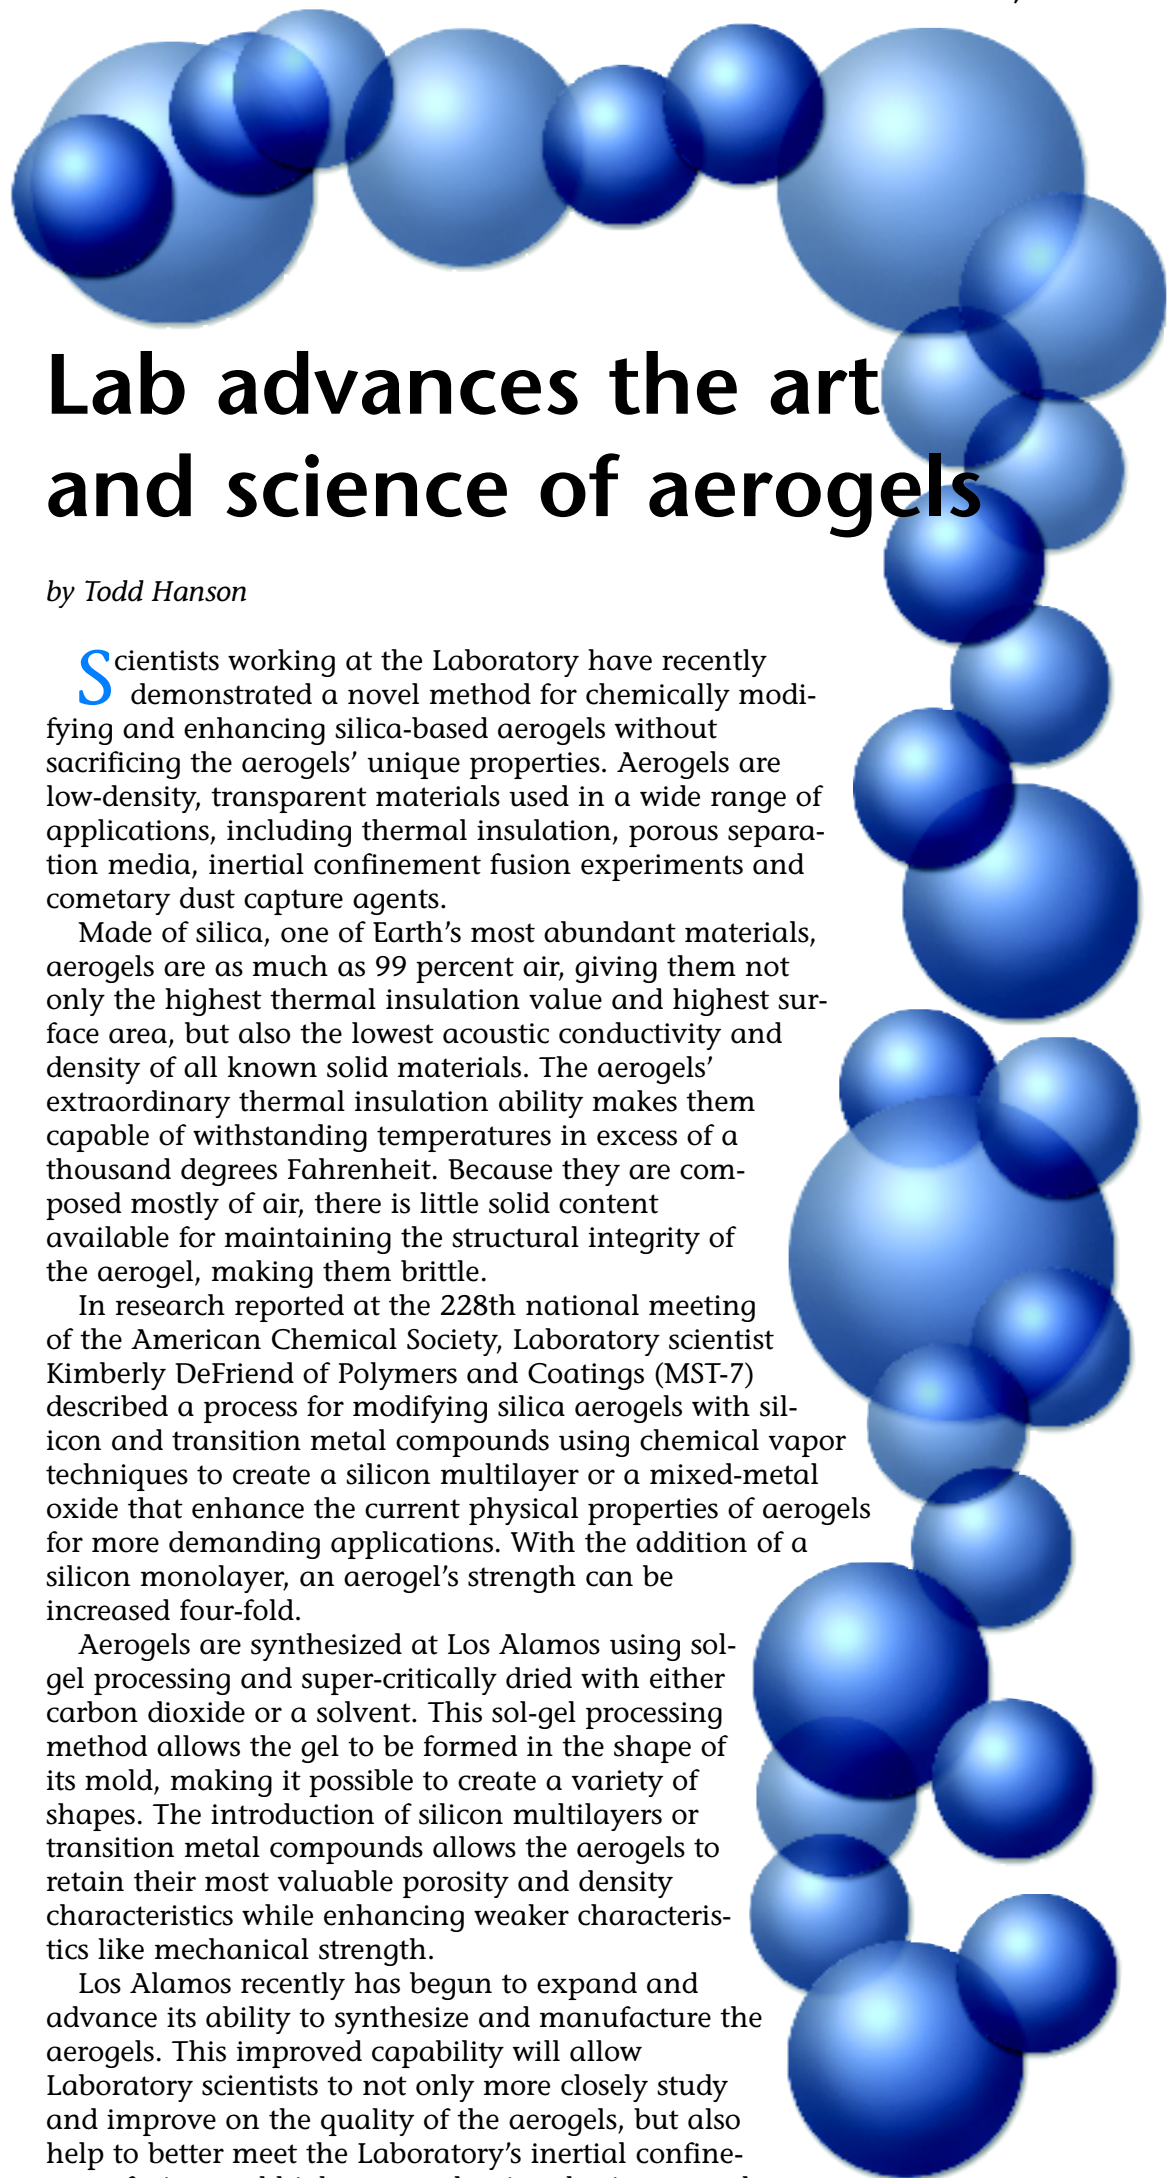 Lab advances the art
and science of aerogels
by Todd Hanson
Scientists working at the Laboratory have recently
demonstrated a novel method for chemically modi-
fying and enhancing silica-based aerogels without
sacrificing the aerogels’ unique properties. Aerogels are
low-density, transparent materials used in a wide range of
applications, including thermal insulation, porous separa-
tion media, inertial confinement fusion experiments and
cometary dust capture agents.
Made of silica, one of Earth’s most abundant materials,
aerogels are as much as 99 percent air, giving them not
only the highest thermal insulation value and highest sur-
face area, but also the lowest acoustic conductivity and
density of all known solid materials. The aerogels’
extraordinary thermal insulation ability makes them
capable of withstanding temperatures in excess of a
thousand degrees Fahrenheit. Because they are com-
posed mostly of air, there is little solid content
available for maintaining the structural integrity of
the aerogel, making them brittle.
In research reported at the 228th national meeting
of the American Chemical Society, Laboratory scientist
Kimberly DeFriend of Polymers and Coatings (MST-7)
described a process for modifying silica aerogels with sil-
icon and transition metal compounds using chemical vapor
techniques to create a silicon multilayer or a mixed-metal
oxide that enhance the current physical properties of aerogels
for more demanding applications. With the addition of a
silicon monolayer, an aerogel’s strength can be
increased four-fold.
Aerogels are synthesized at Los Alamos using sol-
gel processing and super-critically dried with either
carbon dioxide or a solvent. This sol-gel processing
method allows the gel to be formed in the shape of
its mold, making it possible to create a variety of
shapes. The introduction of silicon multilayers or
transition metal compounds allows the aerogels to
retain their most valuable porosity and density
characteristics while enhancing weaker characteris-
tics like mechanical strength.
Los Alamos recently has begun to expand and
advance its ability to synthesize and manufacture the
aerogels. This improved capability will allow
Laboratory scientists to not only more closely study
and improve on the quality of the aerogels, but also
help to better meet the Laboratory’s inertial confine-